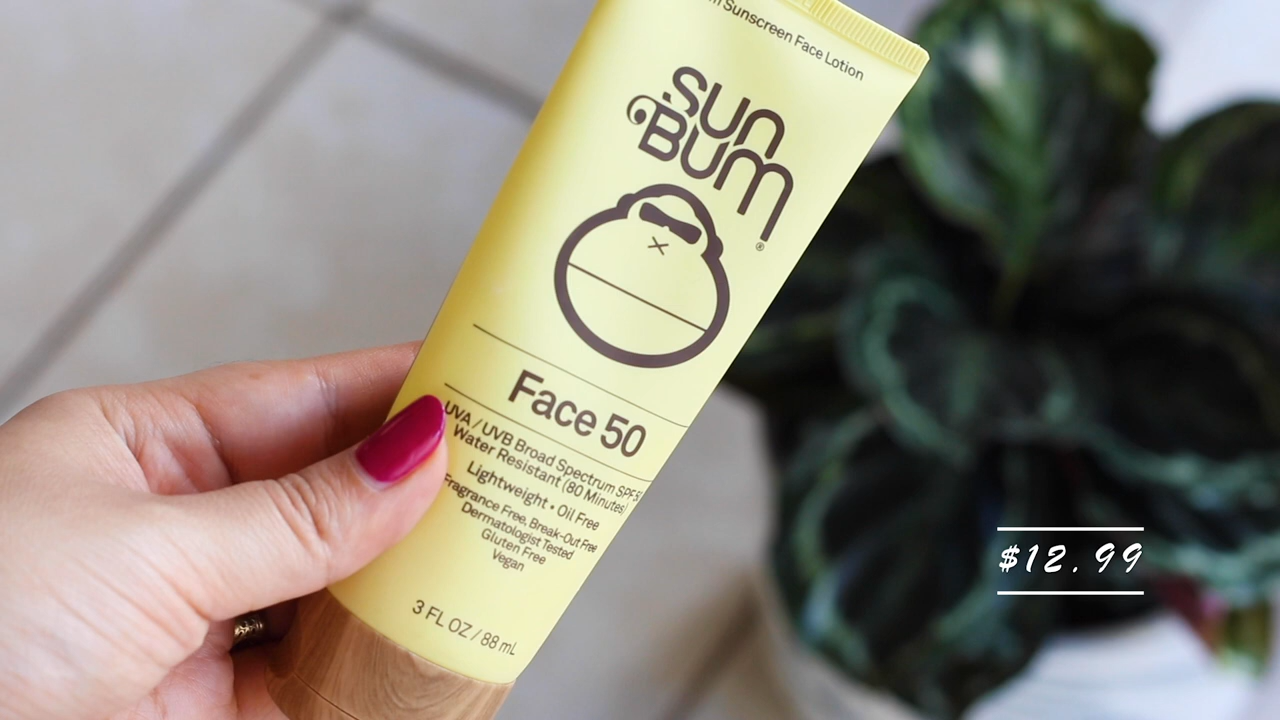 Sunscreen Face Lotion
SUN
BUM®
Face 50
UVA / UVB Broad Spectrum
Water Resistant (80 Minutes)
Lightweight • Oil Free
Fragrance Free, Break-Out Free
Dermatologist Tested
Gluten Free
Vegan
3 FL OZ / 88 mL
$12.99